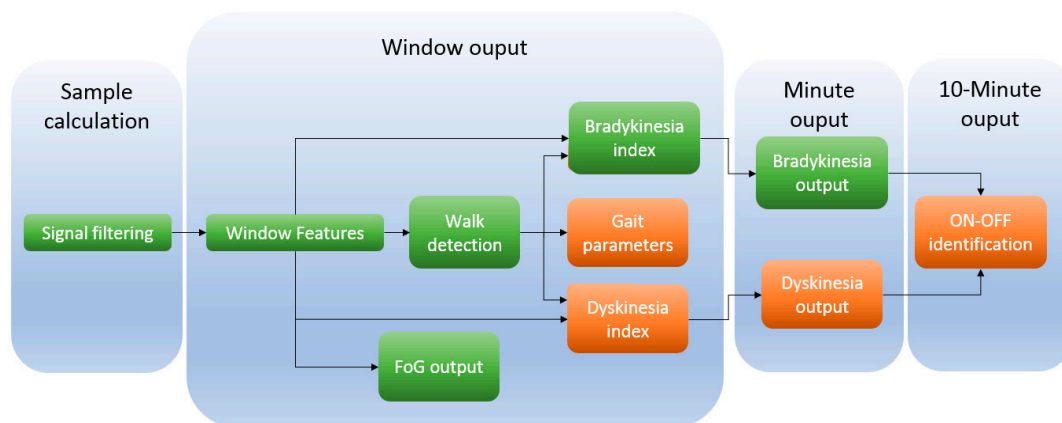 Window ouput
Sample
calculation
Minute
ouput
10-Minute
ouput
Bradykinesia
index
Bradykinesia
output
Signal filtering
Window Features
Walk
detection
Gait
parameters
ON-OFF
identification
Dyskinesia
index
Dyskinesia
output
FoG output